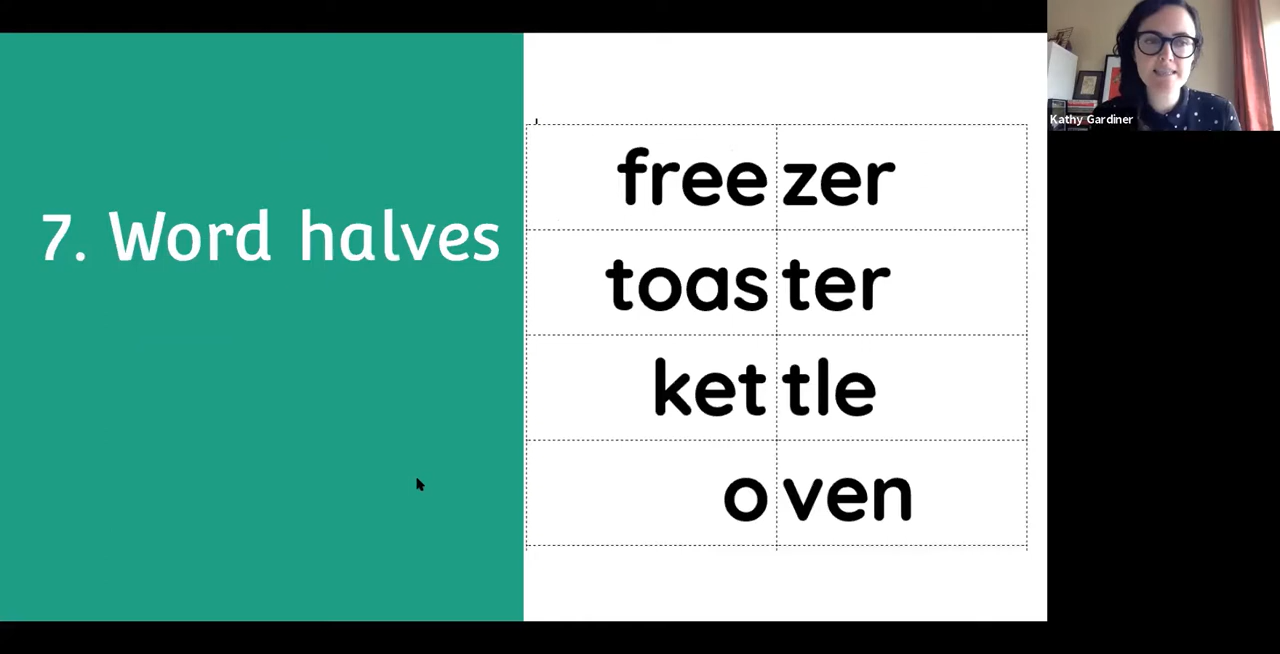 7. Word halves
free zer
toas ter
ket tle
o ven
Kathy Gardiner